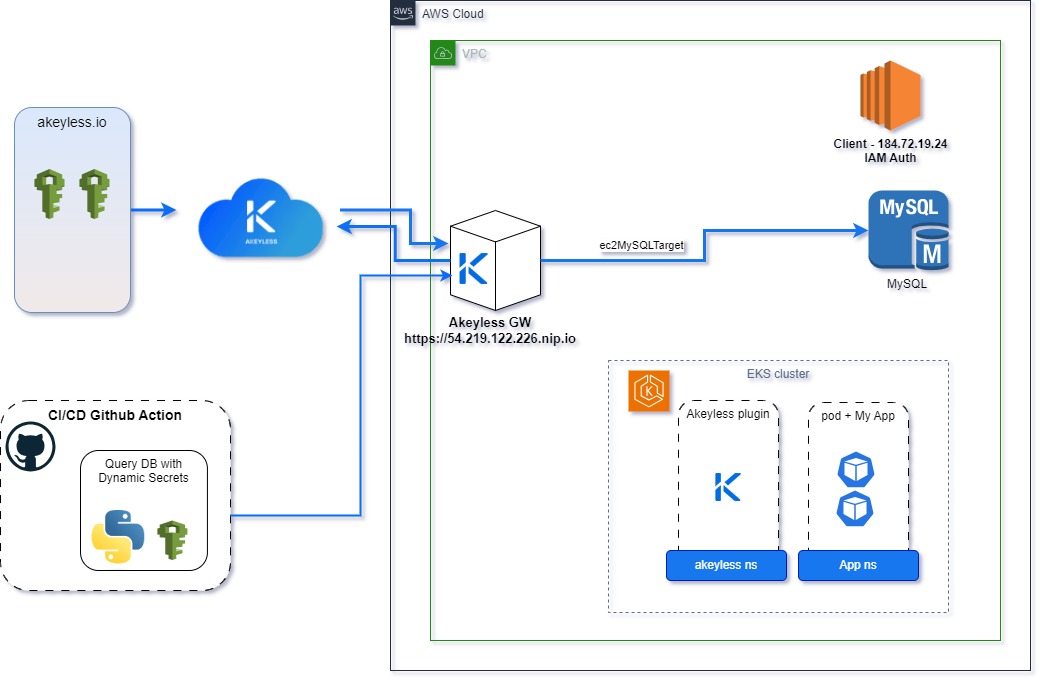 aws
AWS Cloud
VPC
akeyless.io
Client - 184.72.19.24
IAM Auth
AKEYLESS
MySQL
M
MySQL
ec2MySQLTarget
Akeyless GW
https://54.219.122.226.nip.io
EKS cluster
K
Akeyless plugin
pod + My App
CI/CD Github Action
Query DB with
Dynamic Secrets
akeyless ns
App ns